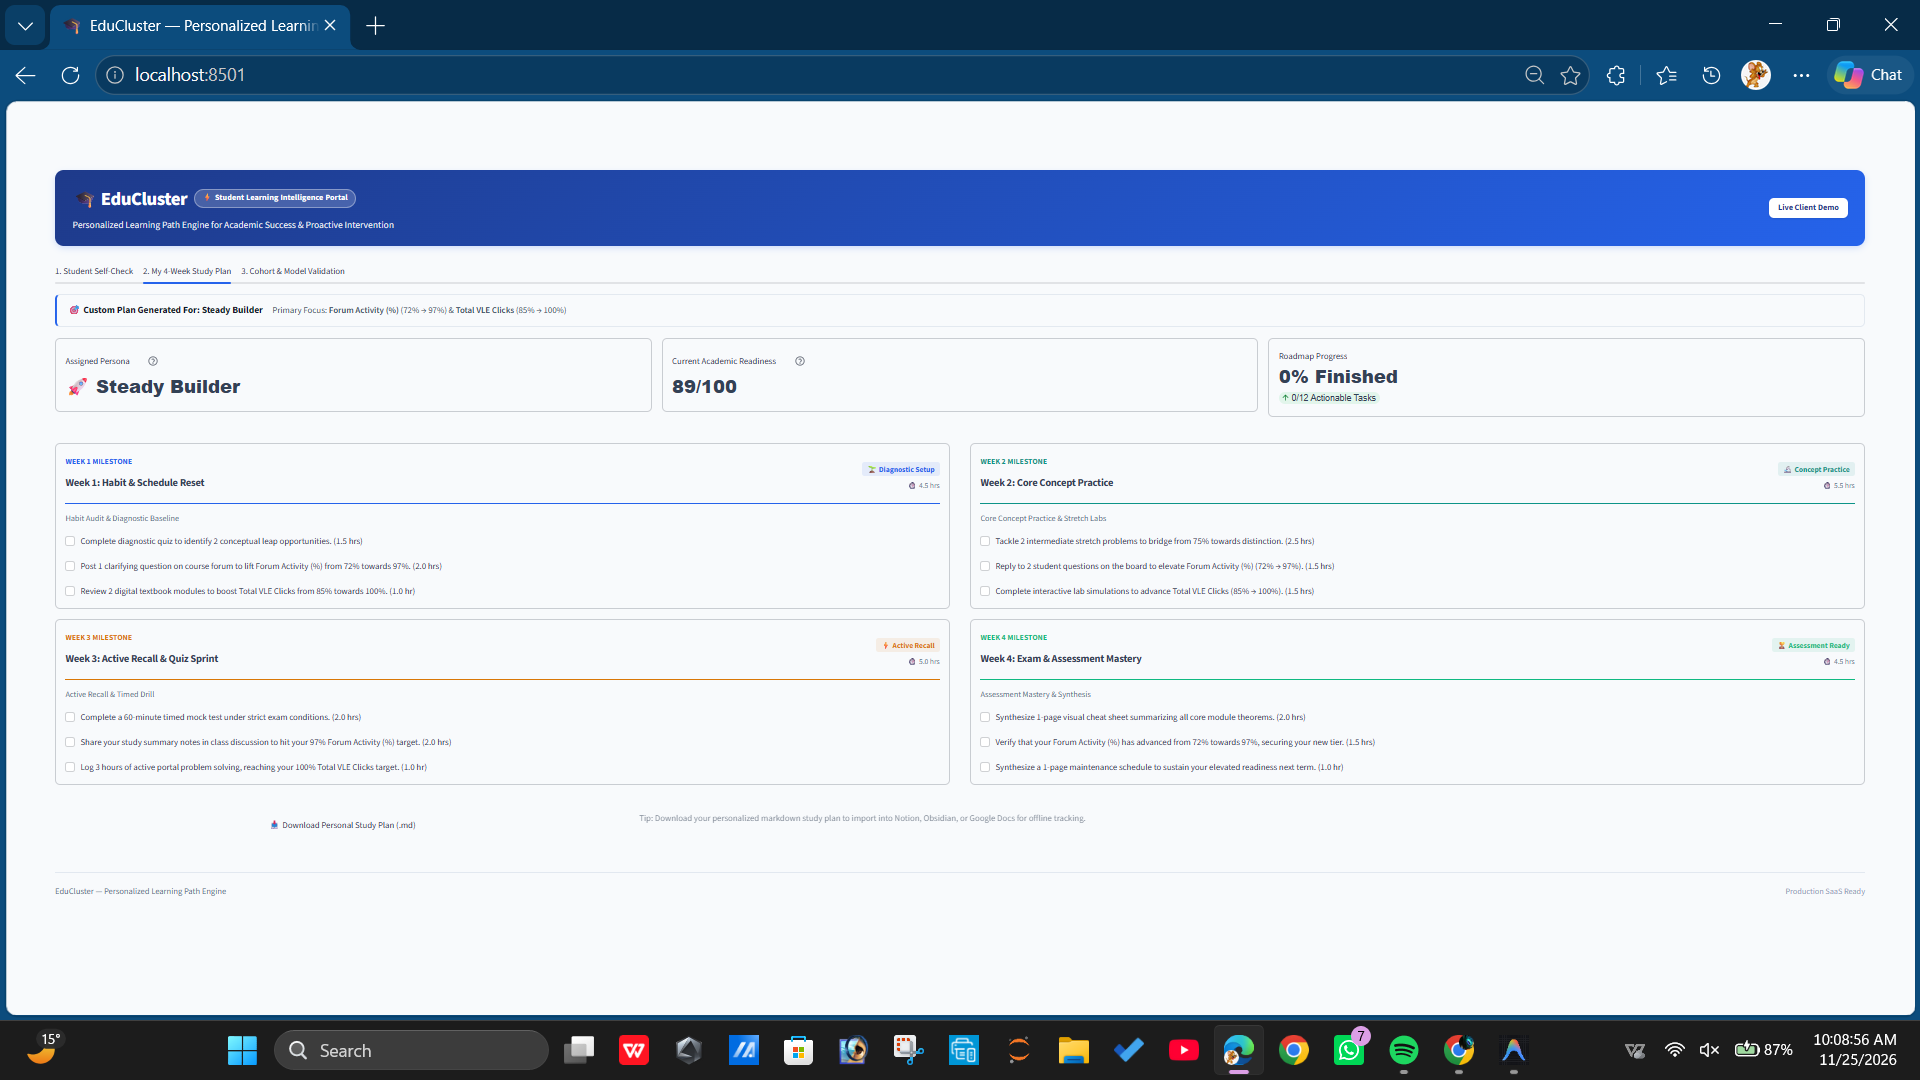 EduCluster — Personalized Learnin
localhost:8501
Chat
EduCluster
Student Learning Intelligence Portal
Personalized Learning Path Engine for Academic Success & Proactive Intervention
Live Client Demo
1. Student Self-Check
2. My 4-Week Study Plan
3. Cohort & Model Validation
Custom Plan Generated For: Steady Builder Primary Focus: Forum Activity (%) (72% → 97%) & Total VLE Clicks (85% → 100%)
Assigned Persona
Steady Builder
Current Academic Readiness
89/100
Roadmap Progress
0% Finished
↑ 0/12 Actionable Tasks
WEEK 1 MILESTONE
Diagnostic Setup
Week 1: Habit & Schedule Reset
4.5 hrs
Habit Audit & Diagnostic Baseline
Complete diagnostic quiz to identify 2 conceptual leap opportunities. (1.5 hrs)
Post 1 clarifying question on course forum to lift Forum Activity (%) from 72% towards 97%. (2.0 hrs)
Review 2 digital textbook modules to boost Total VLE Clicks from 85% towards 100%. (1.0 hr)
WEEK 2 MILESTONE
Concept Practice
Week 2: Core Concept Practice
5.5 hrs
Core Concept Practice & Stretch Labs
Tackle 2 intermediate stretch problems to bridge from 75% towards distinction. (2.5 hrs)
Reply to 2 student questions on the board to elevate Forum Activity (%) (72% → 97%). (1.5 hrs)
Complete interactive lab simulations to advance Total VLE Clicks (85% → 100%). (1.5 hrs)
WEEK 3 MILESTONE
Active Recall
Week 3: Active Recall & Quiz Sprint
5.0 hrs
Active Recall & Timed Drill
Complete a 60-minute timed mock test under strict exam conditions. (2.0 hrs)
Share your study summary notes in class discussion to hit your 97% Forum Activity (%) target. (2.0 hrs)
Log 3 hours of active portal problem solving, reaching your 100% Total VLE Clicks target. (1.0 hr)
WEEK 4 MILESTONE
Assessment Ready
Week 4: Exam & Assessment Mastery
4.5 hrs
Assessment Mastery & Synthesis
Synthesize 1-page visual cheat sheet summarizing all core module theorems. (2.0 hrs)
Verify that your Forum Activity (%) has advanced from 72% towards 97%, securing your new tier. (1.5 hrs)
Synthesize a 1-page maintenance schedule to sustain your elevated readiness next term. (1.0 hr)
Download Personal Study Plan (.md)
Tip: Download your personalized markdown study plan to import into Notion, Obsidian, or Google Docs for offline tracking.
EduCluster — Personalized Learning Path Engine
Production SaaS Ready
15°
Search
7
87%
10:08:56 AM
11/25/2026